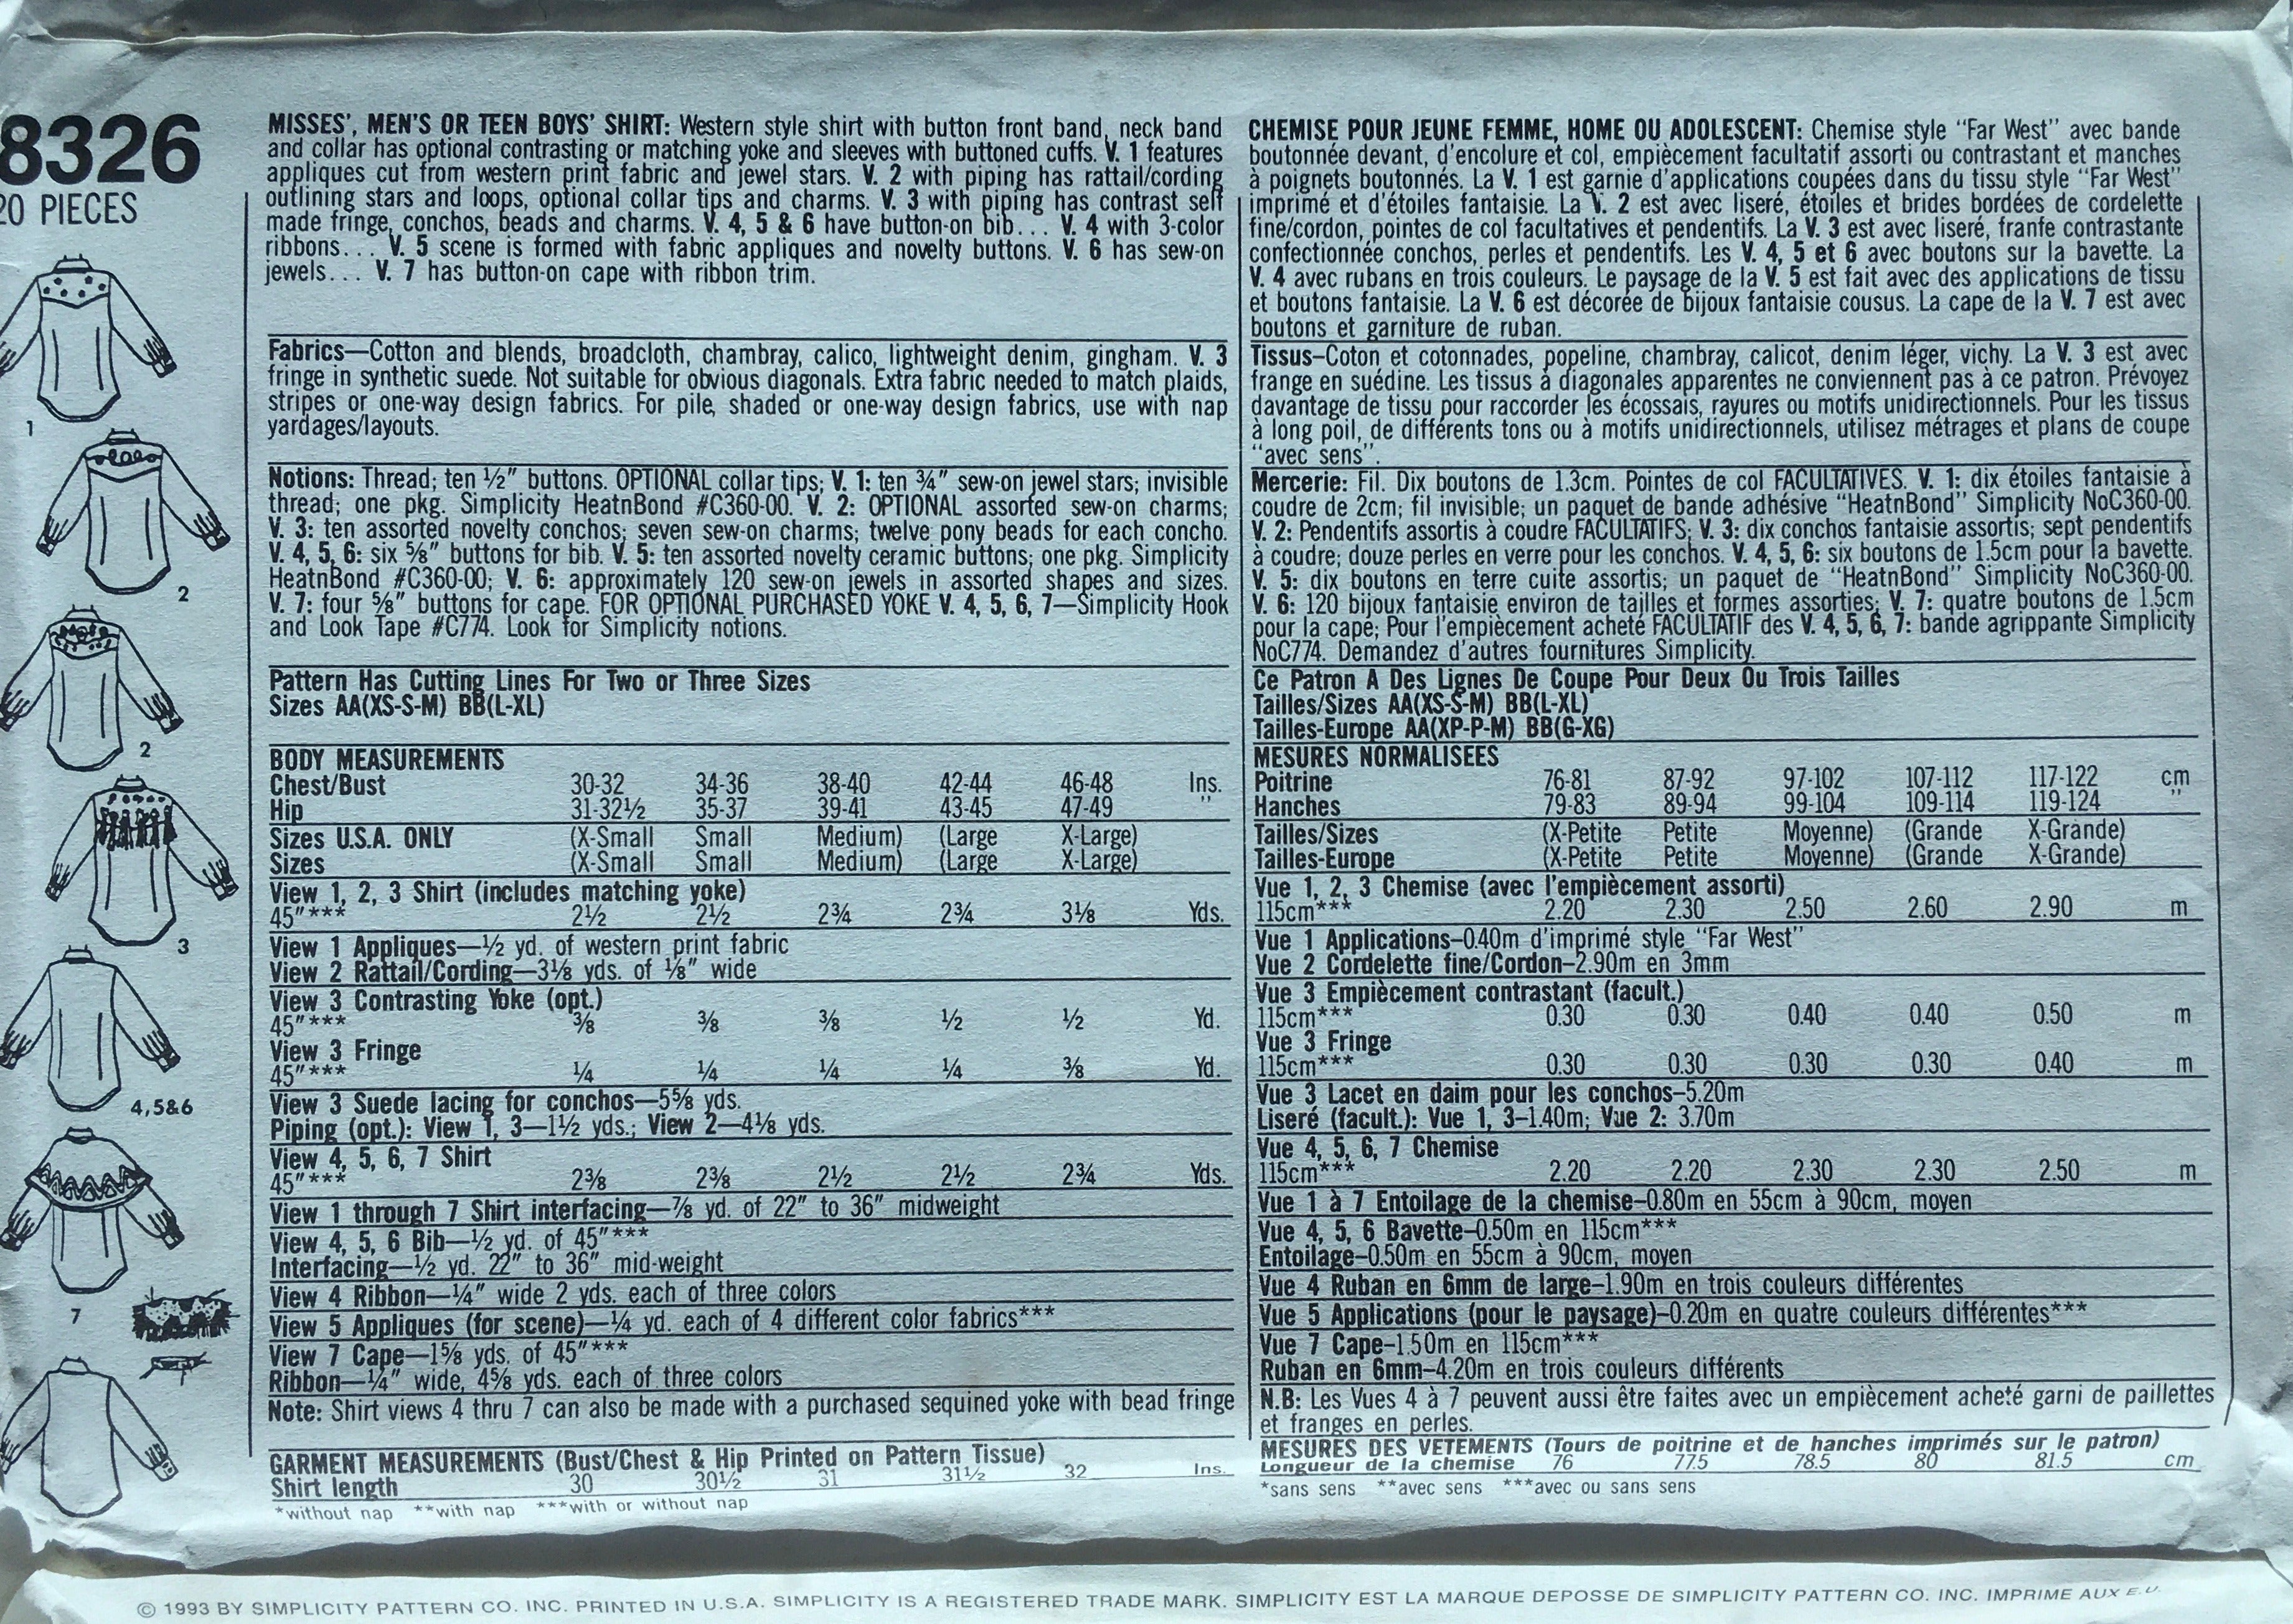 8326
20 PIECES
1
2
2
3
4,5&6
7
MISSES', MEN'S OR TEEN BOYS' SHIRT: Western style shirt with button front band, neck band
and collar has optional contrasting or matching yoke and sleeves with buttoned cuffs. V. 1 features
appliques cut from western print fabric and jewel stars. V. 2 with piping has rattail/cording
outlining stars and loops, optional collar tips and charms. V. 3 with piping has contrast self
made fringe, conchos, beads and charms. V. 4, 5 & 6 have button-on bib... V. 4 with 3-color
ribbons... V. 5 scene is formed with fabric appliques and novelty buttons. V. 6 has sew-on
jewels... V. 7 has button-on cape with ribbon trim.
Fabrics—Cotton and blends, broadcloth, chambray, calico, lightweight denim, gingham. V. 3
fringe in synthetic suede. Not suitable for obvious diagonals. Extra fabric needed to match plaids,
stripes or one-way design fabrics. For pile, shaded or one-way design fabrics, use with nap
yardages/layouts.
Notions: Thread; ten ½" buttons. OPTIONAL collar tips; V. 1: ten ¾" sew-on jewel stars; invisible
thread; one pkg. Simplicity HeatnBond #C360-00. V. 2: OPTIONAL assorted sew-on charms;
V. 3: ten assorted novelty conchos; seven sew-on charms; twelve pony beads for each concho.
V. 4, 5, 6: six ⅝" buttons for bib. V. 5: ten assorted novelty ceramic buttons; one pkg. Simplicity
HeatnBond #C360-00; V. 6: approximately 120 sew-on jewels in assorted shapes and sizes.
V. 7: four ⅝" buttons for cape. FOR OPTIONAL PURCHASED YOKE V. 4, 5, 6, 7—Simplicity Hook
and Look Tape #C774. Look for Simplicity notions.
Pattern Has Cutting Lines For Two or Three Sizes
Sizes AA(XS-S-M) BB(L-XL)
BODY MEASUREMENTS
Chest/Bust 30-32 34-36 38-40 42-44 46-48 Ins.
Hip 31-32½ 35-37 39-41 43-45 47-49 "
Sizes U.S.A. ONLY (X-Small Small Medium) (Large X-Large)
Sizes (X-Small Small Medium) (Large X-Large)
View 1, 2, 3 Shirt (includes matching yoke)
45"*** 2½ 2½ 2¾ 2¾ 3⅛ Yds.
View 1 Appliques—½ yd. of western print fabric
View 2 Rattail/Cording—3⅛ yds. of ⅛" wide
View 3 Contrasting Yoke (opt.)
45"*** ⅜ ⅜ ⅜ ½ ½ Yd.
View 3 Fringe
45"*** ¼ ¼ ¼ ¼ ⅜ Yd.
View 3 Suede lacing for conchos—5⅝ yds.
Piping (opt.): View 1, 3—1½ yds.; View 2—4⅛ yds.
View 4, 5, 6, 7 Shirt
45"*** 2⅜ 2⅜ 2½ 2½ 2¾ Yds.
View 1 through 7 Shirt interfacing—⅞ yd. of 22" to 36" midweight
View 4, 5, 6 Bib—½ yd. of 45"***
Interfacing—½ yd. 22" to 36" mid-weight
View 4 Ribbon—¼" wide 2 yds. each of three colors
View 5 Appliques (for scene)—¼ yd. each of 4 different color fabrics***
View 7 Cape—1⅝ yds. of 45"***
Ribbon—¼" wide, 4⅝ yds. each of three colors
Note: Shirt views 4 thru 7 can also be made with a purchased sequined yoke with bead fringe
GARMENT MEASUREMENTS (Bust/Chest & Hip Printed on Pattern Tissue)
Shirt length 30 30½ 31 31½ 32 Ins.
*without nap **with nap ***with or without nap
CHEMISE POUR JEUNE FEMME, HOME OU ADOLESCENT: Chemise style "Far West" avec bande
boutonnée devant, d'encolure et col, empiècement facultatif assorti ou contrastant et manches
à poignets boutonnés. La V. 1 est garnie d'applications coupées dans du tissu style "Far West"
imprimé et d'étoiles fantaisie. La V. 2 est avec liseré, étoiles et brides bordées de cordelette
fine/cordon, pointes de col facultatives et pendentifs. La V. 3 est avec liseré, franfe contrastante
confectionnée conchos, perles et pendentifs. Les V. 4, 5 et 6 avec boutons sur la bavette. La
V. 4 avec rubans en trois couleurs. Le paysage de la V. 5 est fait avec des applications de tissu
et boutons fantaisie. La V. 6 est décorée de bijoux fantaisie cousus. La cape de la V. 7 est avec
boutons et garniture de ruban.
Tissus–Coton et cotonnades, popeline, chambray, calicot, denim léger, vichy. La V. 3 est avec
frange en suédine. Les tissus à diagonales apparentes ne conviennent pas à ce patron. Prévoyez
davantage de tissu pour raccorder les écossais, rayures ou motifs unidirectionnels. Pour les tissus
à long poil, de différents tons ou à motifs unidirectionnels, utilisez métrages et plans de coupe
"avec sens".
Mercerie: Fil. Dix boutons de 1.3cm. Pointes de col FACULTATIVES. V. 1: dix étoiles fantaisie à
coudre de 2cm; fil invisible; un paquet de bande adhésive "HeatnBond" Simplicity NoC360-00.
V. 2: Pendentifs assortis à coudre FACULTATIFS; V. 3: dix conchos fantaisie assortis; sept pendentifs
à coudre; douze perles en verre pour les conchos. V. 4, 5, 6: six boutons de 1.5cm pour la bavette.
V. 5: dix boutons en terre cuite assortis; un paquet de "HeatnBond" Simplicity NoC360-00.
V. 6: 120 bijoux fantaisie environ de tailles et formes assorties; V. 7: quatre boutons de 1.5cm
pour la cape; Pour l'empiècement acheté FACULTATIF des V. 4, 5, 6, 7: bande agrippante Simplicity
NoC774. Demandez d'autres fournitures Simplicity.
Ce Patron A Des Lignes De Coupe Pour Deux Ou Trois Tailles
Tailles/Sizes AA(XS-S-M) BB(L-XL)
Tailles-Europe AA(XP-P-M) BB(G-XG)
MESURES NORMALISEES
Poitrine 76-81 87-92 97-102 107-112 117-122 cm
Hanches 79-83 89-94 99-104 109-114 119-124 "
Tailles/Sizes (X-Petite Petite Moyenne) (Grande X-Grande)
Tailles-Europe (X-Petite Petite Moyenne) (Grande X-Grande)
Vue 1, 2, 3 Chemise (avec l'empiècement assorti)
115cm*** 2.20 2.30 2.50 2.60 2.90 m
Vue 1 Applications–0.40m d'imprimé style "Far West"
Vue 2 Cordelette fine/Cordon–2.90m en 3mm
Vue 3 Empiècement contrastant (facult.)
115cm*** 0.30 0.30 0.40 0.40 0.50 m
Vue 3 Fringe
115cm*** 0.30 0.30 0.30 0.30 0.40 m
Vue 3 Lacet en daim pour les conchos–5.20m
Liseré (facult.): Vue 1, 3–1.40m; Vue 2: 3.70m
Vue 4, 5, 6, 7 Chemise
115cm*** 2.20 2.20 2.30 2.30 2.50 m
Vue 1 à 7 Entoilage de la chemise–0.80m en 55cm à 90cm, moyen
Vue 4, 5, 6 Bavette–0.50m en 115cm***
Entoilage–0.50m en 55cm à 90cm, moyen
Vue 4 Ruban en 6mm de large–1.90m en trois couleurs différentes
Vue 5 Applications (pour le paysage)–0.20m en quatre couleurs différentes***
Vue 7 Cape–1.50m en 115cm***
Ruban en 6mm–4.20m en trois couleurs différents
N.B: Les Vues 4 à 7 peuvent aussi être faites avec un empiècement acheté garni de paillettes
et franges en perles.
MESURES DES VETEMENTS (Tours de poitrine et de hanches imprimés sur le patron)
Longueur de la chemise 76 77.5 78.5 80 81.5 cm
*sans sens **avec sens ***avec ou sans sens
© 1993 BY SIMPLICITY PATTERN CO. INC. PRINTED IN U.S.A. SIMPLICITY IS A REGISTERED TRADE MARK. SIMPLICITY EST LA MARQUE DEPOSSE DE SIMPLICITY PATTERN CO. INC. IMPRIME AUX E.U.